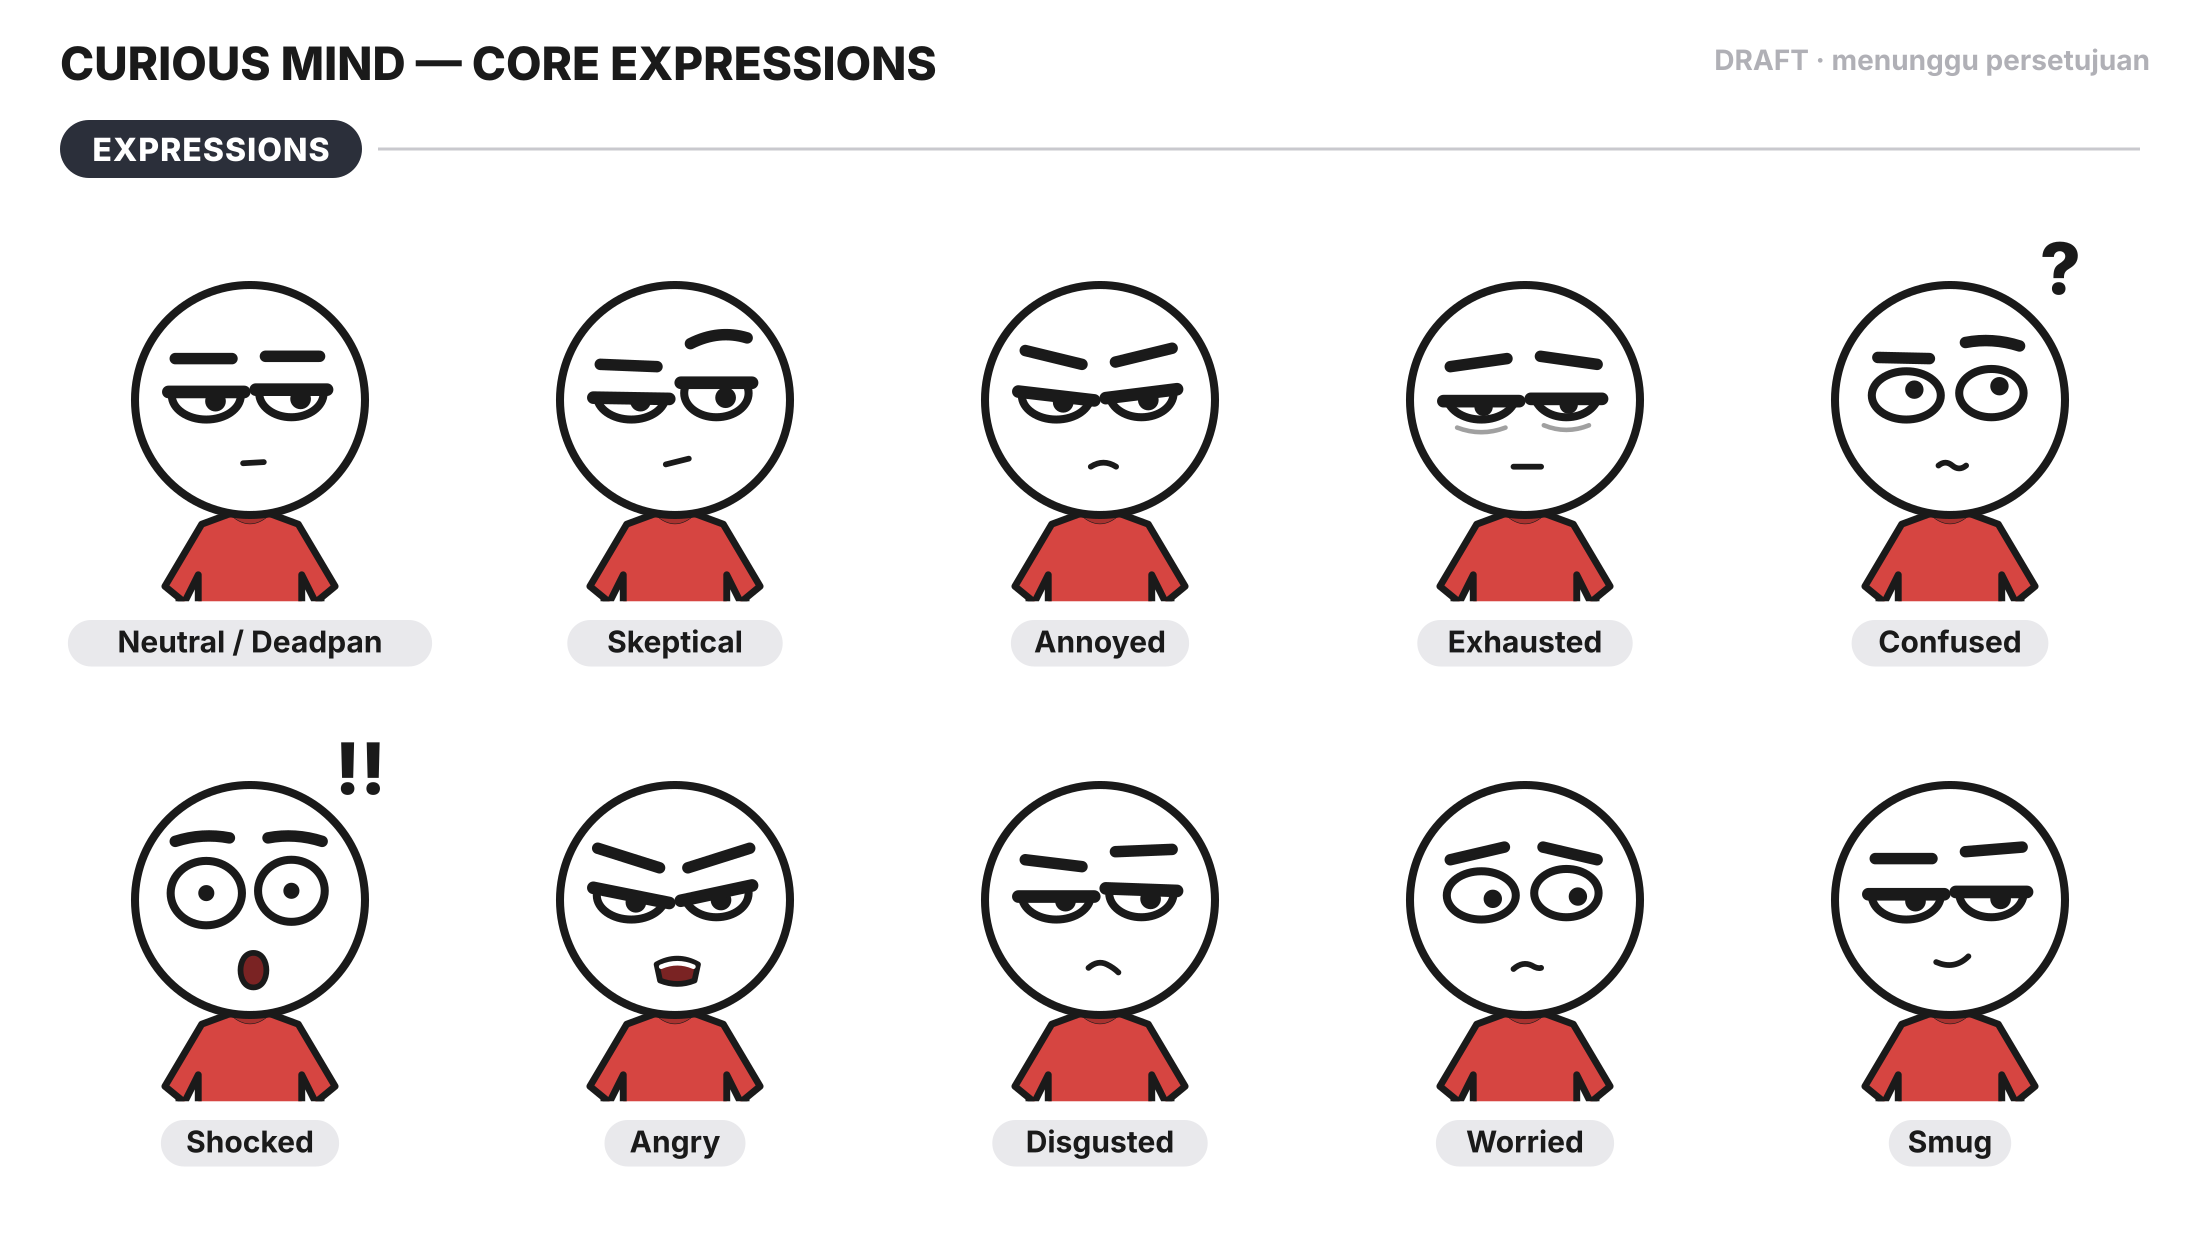 CURIOUS MIND — CORE EXPRESSIONS
DRAFT · menunggu persetujuan
EXPRESSIONS
?
Neutral / Deadpan
Skeptical
Annoyed
Exhausted
Confused
!!
Shocked
Angry
Disgusted
Worried
Smug